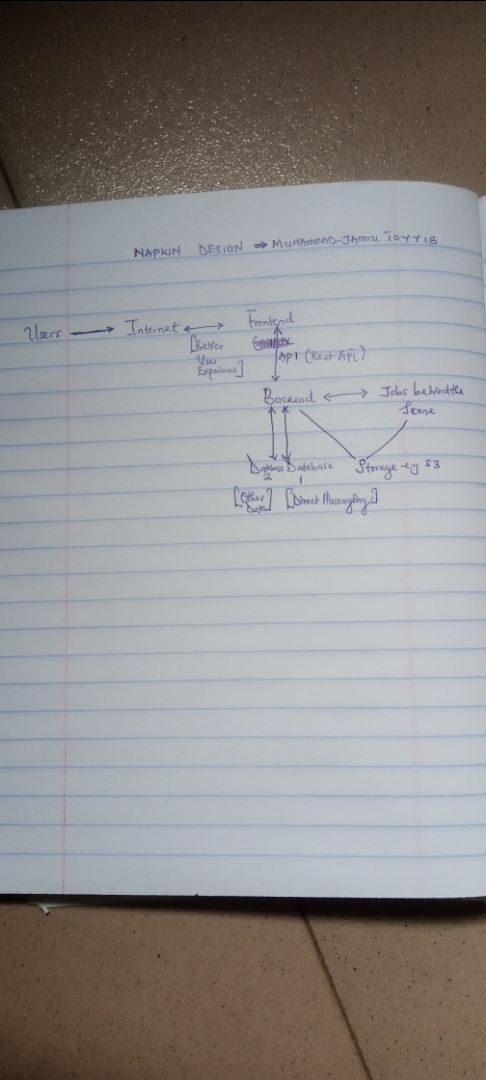 NAPKIN DESIGN ⇒ MUHAMMAD-JAMIU TOYYIB
Users → Internet ↔ Frontend
[Better
User
Experience]
API (Rest API)
Backend ↔ Jobs behind the
Scene
Database Database
2 1
Storage eg S3
[Other
Data]
[Direct Messaging]